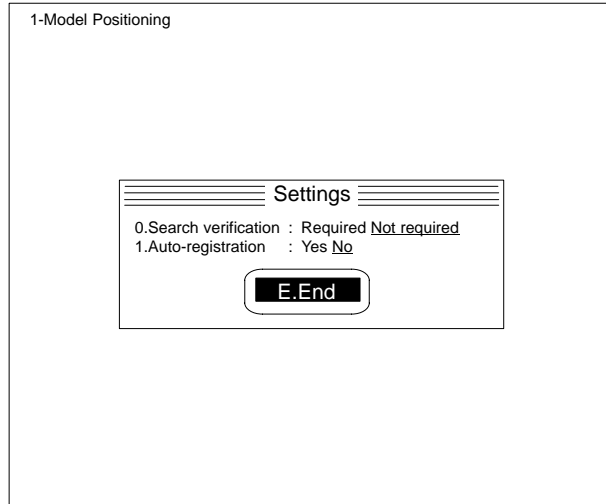 1-Model Positioning
Settings
0.Search verification : Required Not required
1.Auto-registration : Yes No
E.End